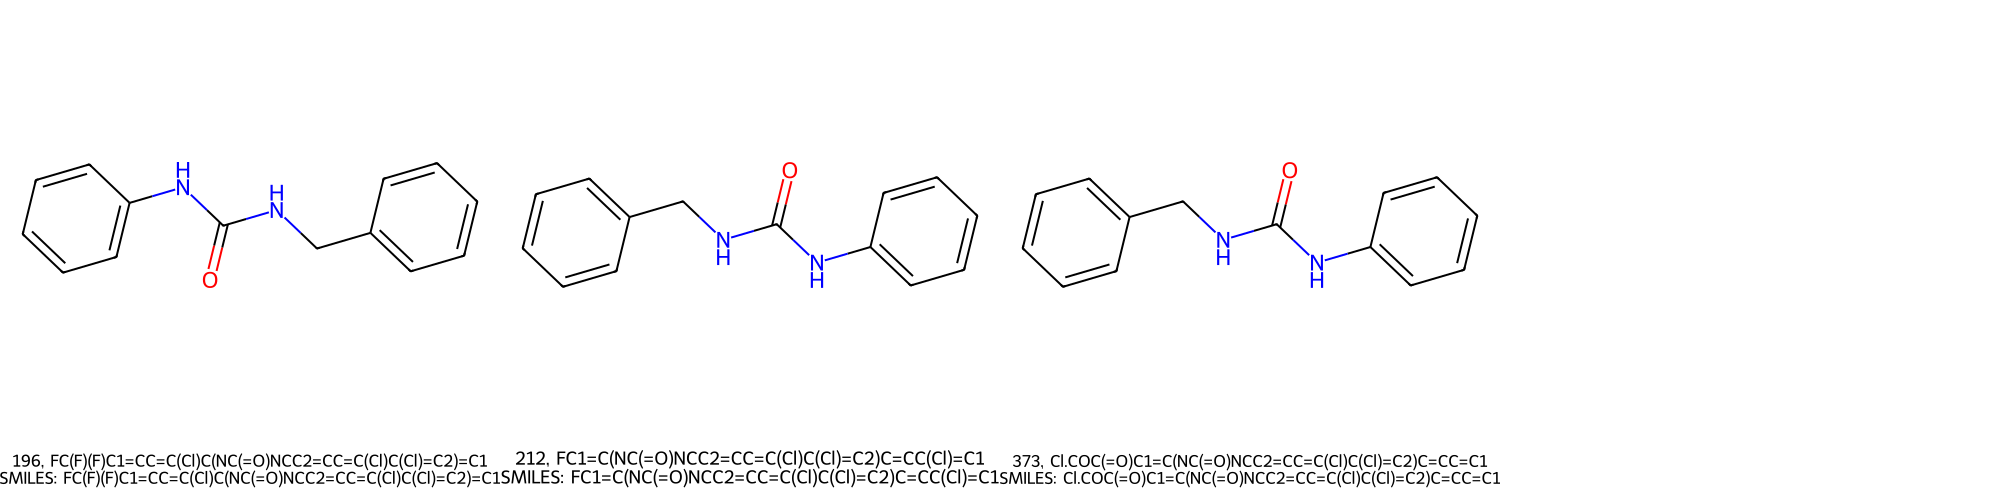 H
N
H
N
O
O
N
H
N
H
O
N
H
N
H
196, FC(F)(F)C1=CC=C(Cl)C(NC(=O)NCC2=CC=C(Cl)C(Cl)=C2)=C1
SMILES: FC(F)(F)C1=CC=C(Cl)C(NC(=O)NCC2=CC=C(Cl)C(Cl)=C2)=C1
212, FC1=C(NC(=O)NCC2=CC=C(Cl)C(Cl)=C2)C=CC(Cl)=C1
SMILES: FC1=C(NC(=O)NCC2=CC=C(Cl)C(Cl)=C2)C=CC(Cl)=C1
373, Cl.COC(=O)C1=C(NC(=O)NCC2=CC=C(Cl)C(Cl)=C2)C=CC=C1
SMILES: Cl.COC(=O)C1=C(NC(=O)NCC2=CC=C(Cl)C(Cl)=C2)C=CC=C1